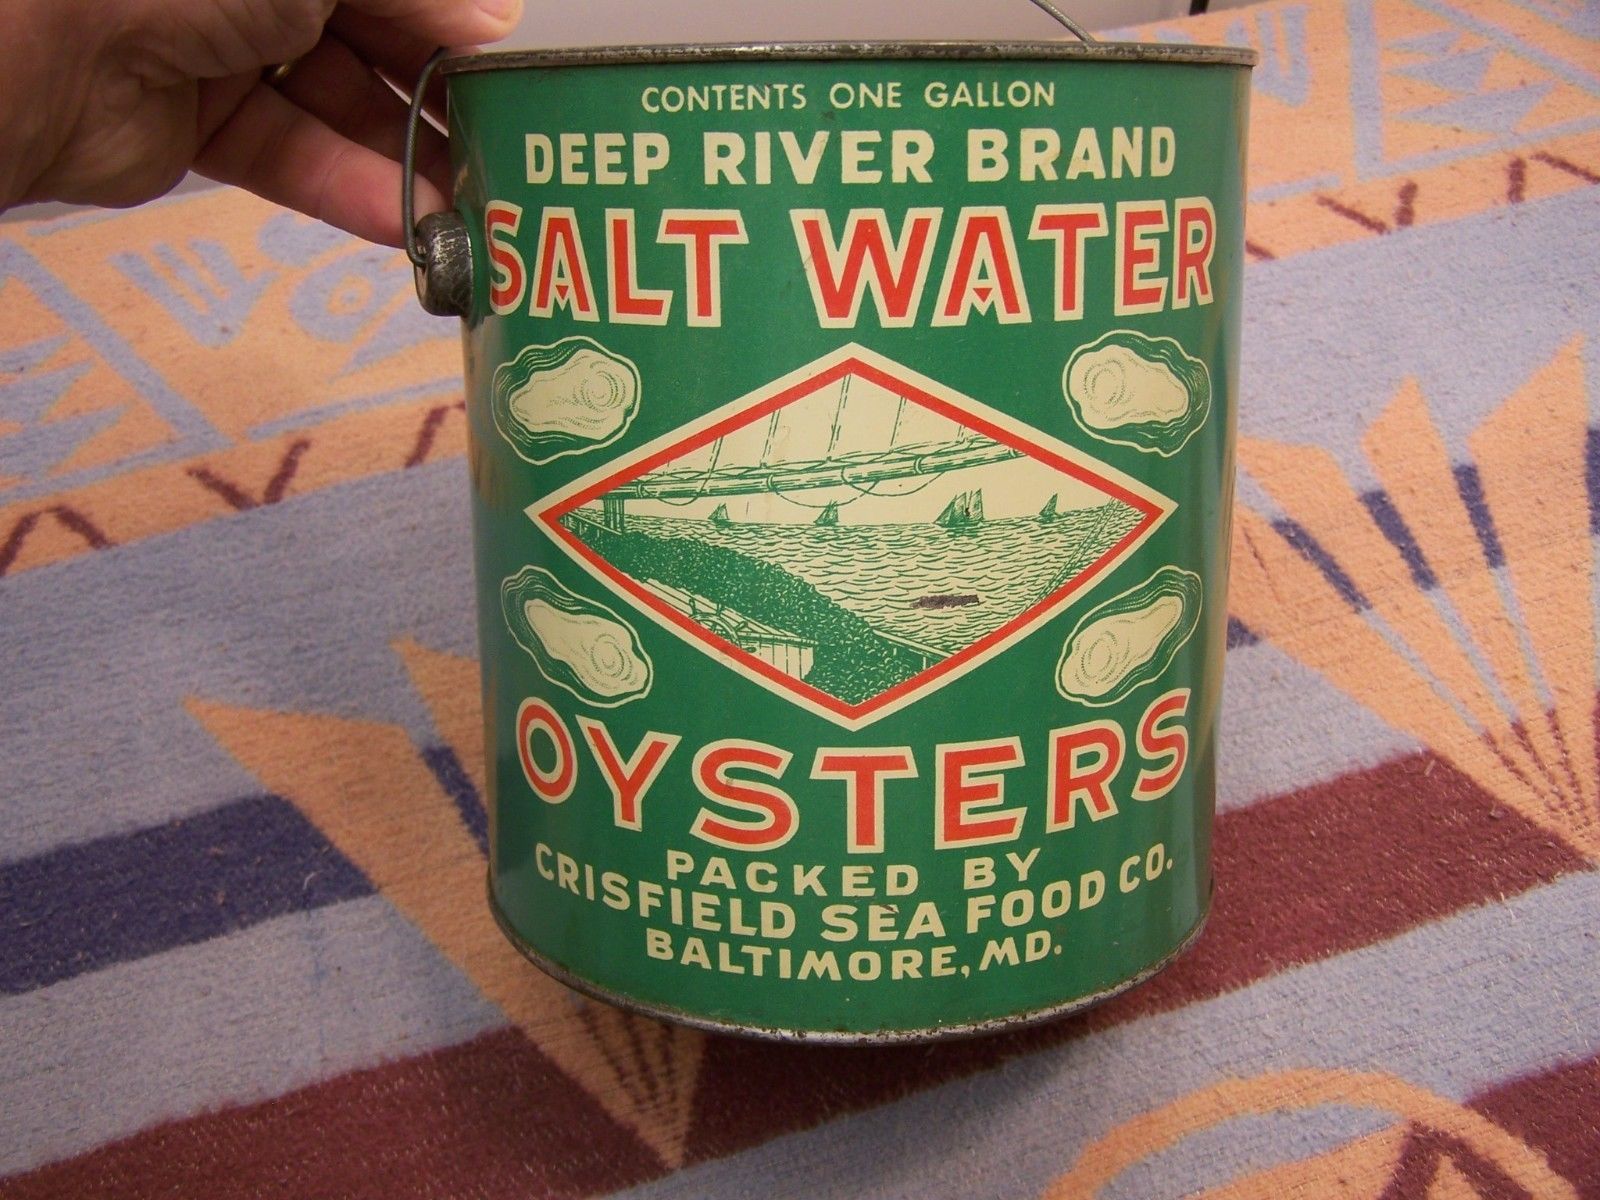 CONTENTS ONE GALLON
DEEP RIVER BRAND
SALT WATER
OYSTERS
PACKED BY
CRISFIELD SEA FOOD CO.
BALTIMORE, MD.